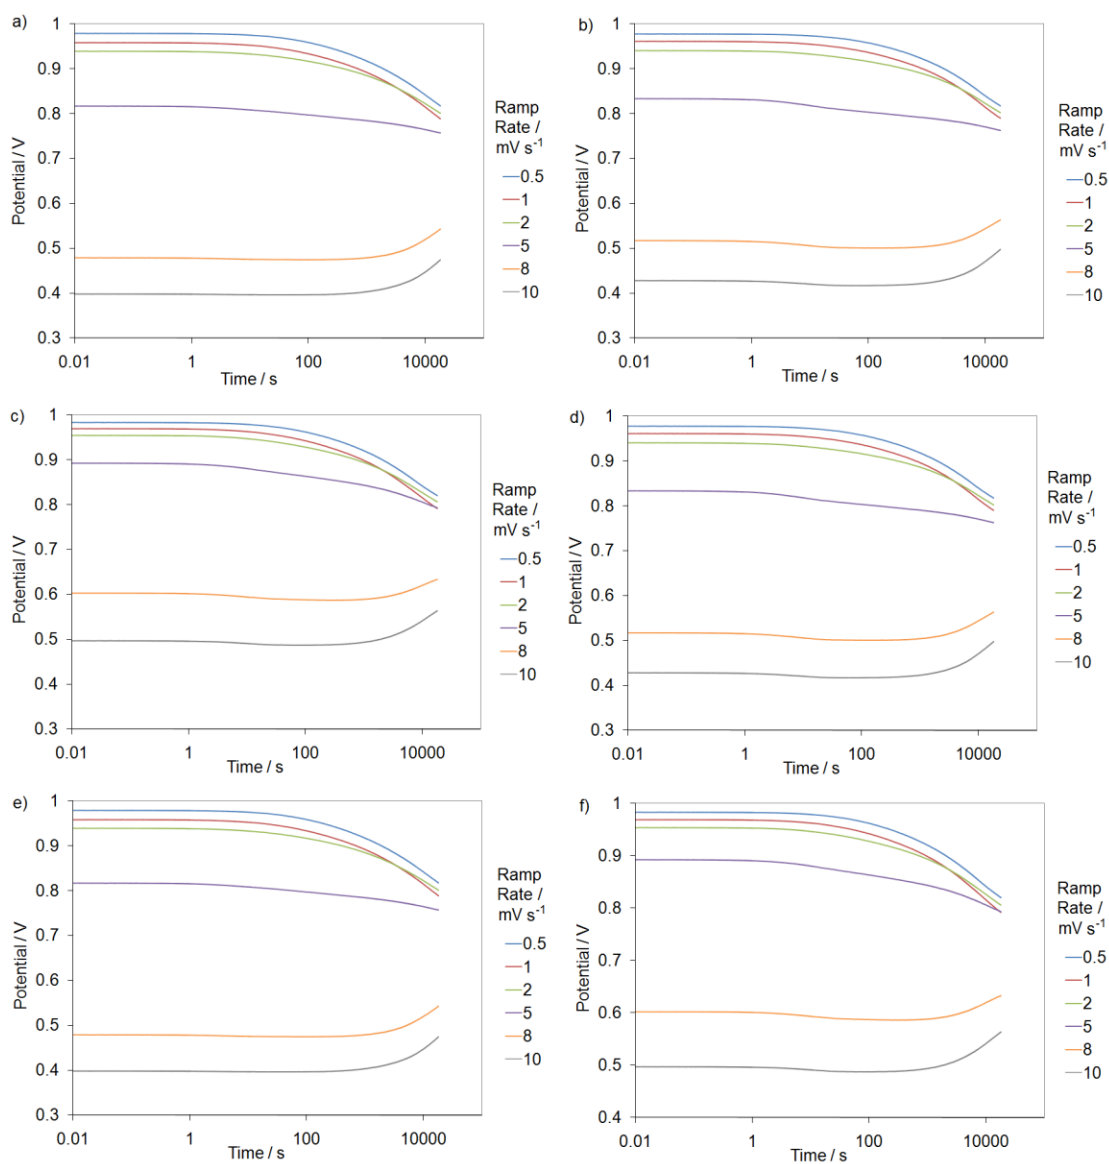 a)
1
0.9
0.8
0.7
0.6
0.5
0.4
0.3
Potential / V
0.01
1
100
10000
Time / s
Ramp
Rate /
mV s⁻¹
0.5
1
2
5
8
10
b)
1
0.9
0.8
0.7
0.6
0.5
0.4
0.3
Potential / V
0.01
1
100
10000
Time / s
Ramp
Rate /
mV s⁻¹
0.5
1
2
5
8
10
c)
1
0.9
0.8
0.7
0.6
0.5
0.4
0.3
Potential / V
0.01
1
100
10000
Time / s
Ramp
Rate /
mV s⁻¹
0.5
1
2
5
8
10
d)
1
0.9
0.8
0.7
0.6
0.5
0.4
0.3
Potential / V
0.01
1
100
10000
Time / s
Ramp
Rate /
mV s⁻¹
0.5
1
2
5
8
10
e)
1
0.9
0.8
0.7
0.6
0.5
0.4
0.3
Potential / V
0.01
1
100
10000
Time / s
Ramp
Rate /
mV s⁻¹
0.5
1
2
5
8
10
f)
1
0.9
0.8
0.7
0.6
0.5
0.4
Potential / V
0.01
1
100
10000
Time / s
Ramp
Rate /
mV s⁻¹
0.5
1
2
5
8
10